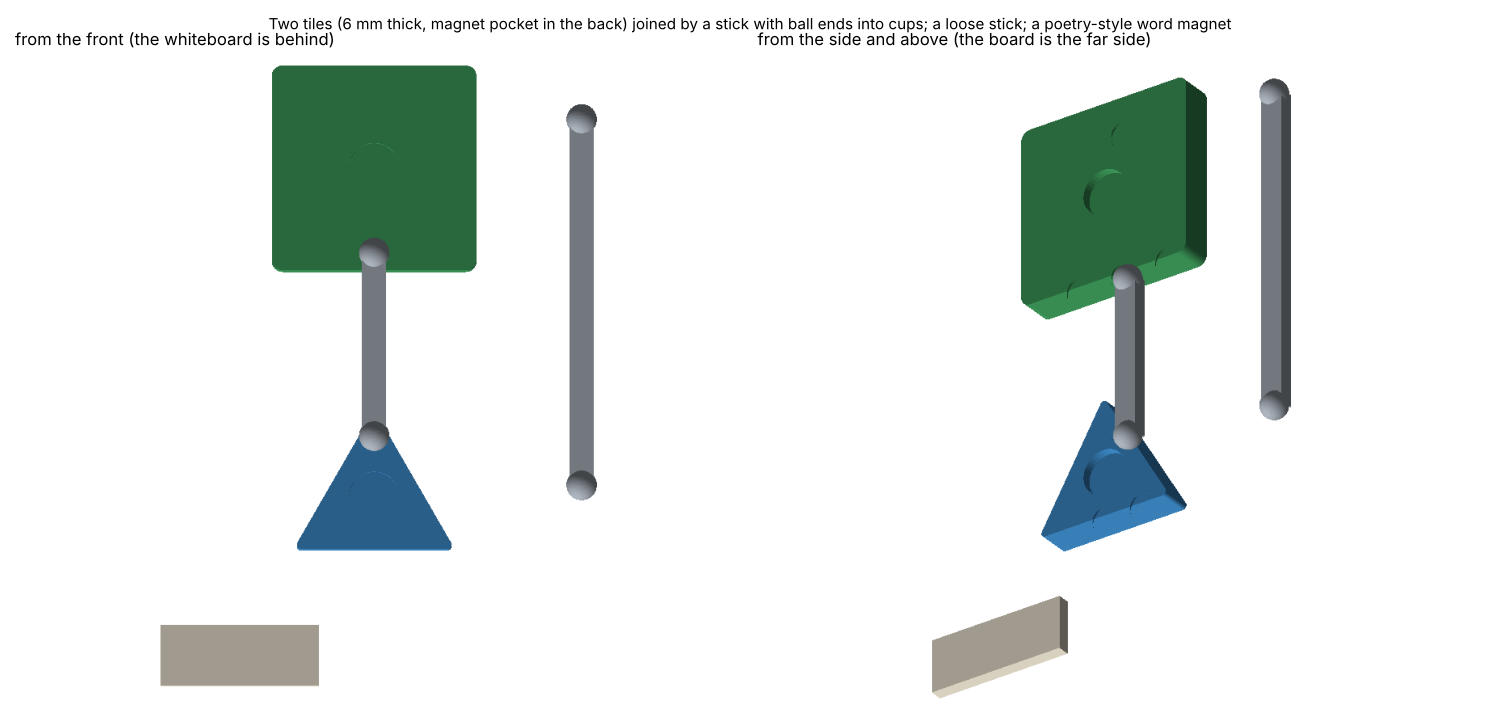 Two tiles (6 mm thick, magnet pocket in the back) joined by a stick with ball ends into cups; a loose stick; a poetry-style word magnet
from the front (the whiteboard is behind)
from the side and above (the board is the far side)